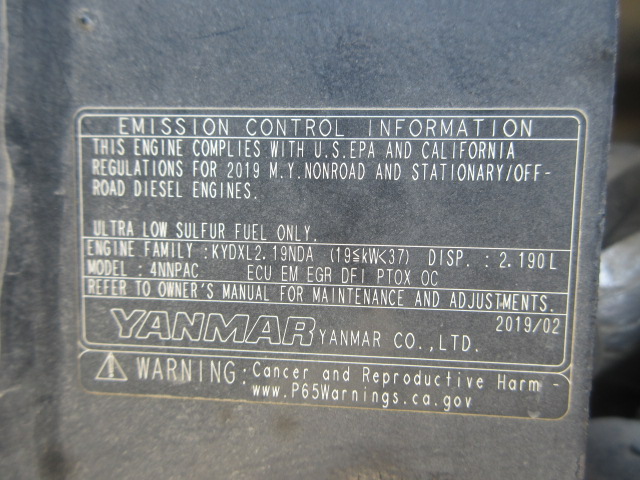 EMISSION CONTROL INFORMATION
THIS ENGINE COMPLIES WITH U.S.EPA AND CALIFORNIA
REGULATIONS FOR 2019 M.Y.NONROAD AND STATIONARY/OFF-
ROAD DIESEL ENGINES.
ULTRA LOW SULFUR FUEL ONLY.
ENGINE FAMILY :KYDXL2.19NDA (19≦kW<37) DISP. : 2.190L
MODEL : 4NNPAC ECU EM EGR DFI PTOX OC
REFER TO OWNER'S MANUAL FOR MAINTENANCE AND ADJUSTMENTS.
YANMAR YANMAR CO.,LTD. 2019/02
WARNING:Cancer and Reproductive Harm -
www.P65Warnings.ca.gov